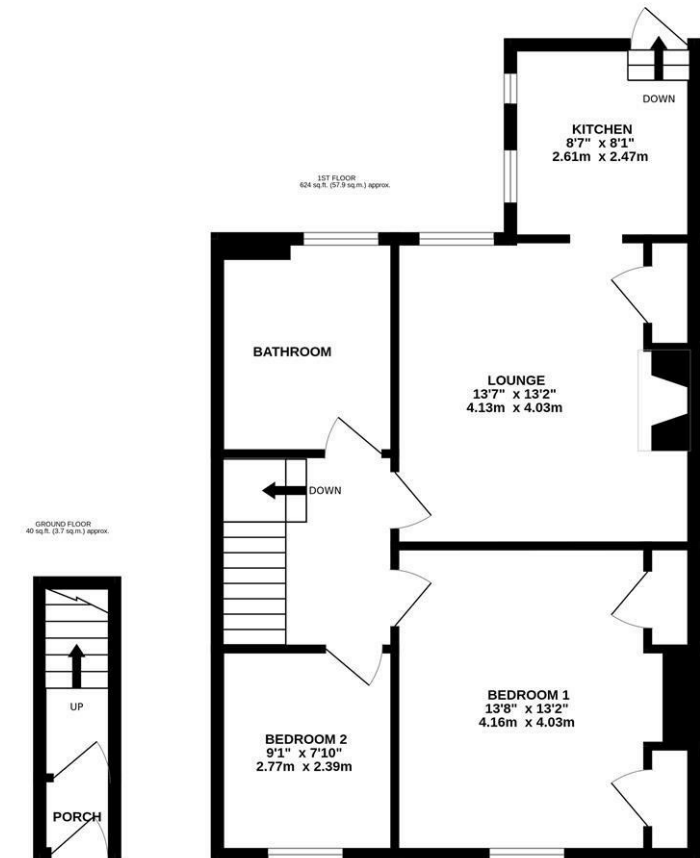 DOWN
KITCHEN
8'7" x 8'1"
2.61m x 2.47m
1ST FLOOR
624 sq.ft. (57.9 sq.m.) approx.
BATHROOM
LOUNGE
13'7" x 13'2"
4.13m x 4.03m
DOWN
GROUND FLOOR
40 sq.ft. (3.7 sq.m.) approx.
UP
PORCH
BEDROOM 1
13'8" x 13'2"
4.16m x 4.03m
BEDROOM 2
9'1" x 7'10"
2.77m x 2.39m